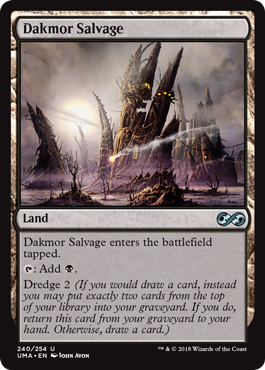 Dakmor Salvage
Land
Dakmor Salvage enters the battlefield
tapped.
: Add .
Dredge 2 (If you would draw a card, instead
you may put exactly two cards from the top
of your library into your graveyard. If you do,
return this card from your graveyard to your
hand. Otherwise, draw a card.)
240/254 U
UMA • EN JOHN AVON
™ & © 2018 Wizards of the Coast